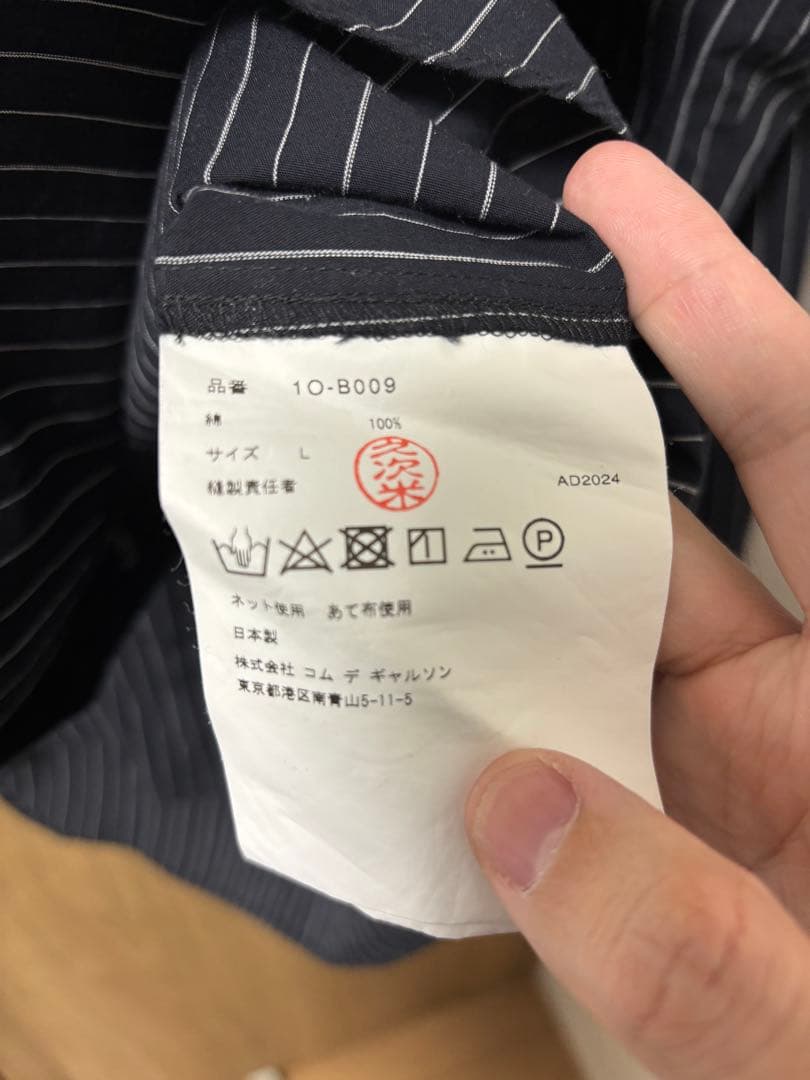 品番 1O-B009
綿 100%
サイズ L
縫製責任者
久次米
AD2024
P
ネット使用 あて布使用
日本製
株式会社 コム デ ギャルソン
東京都港区南青山5-11-5